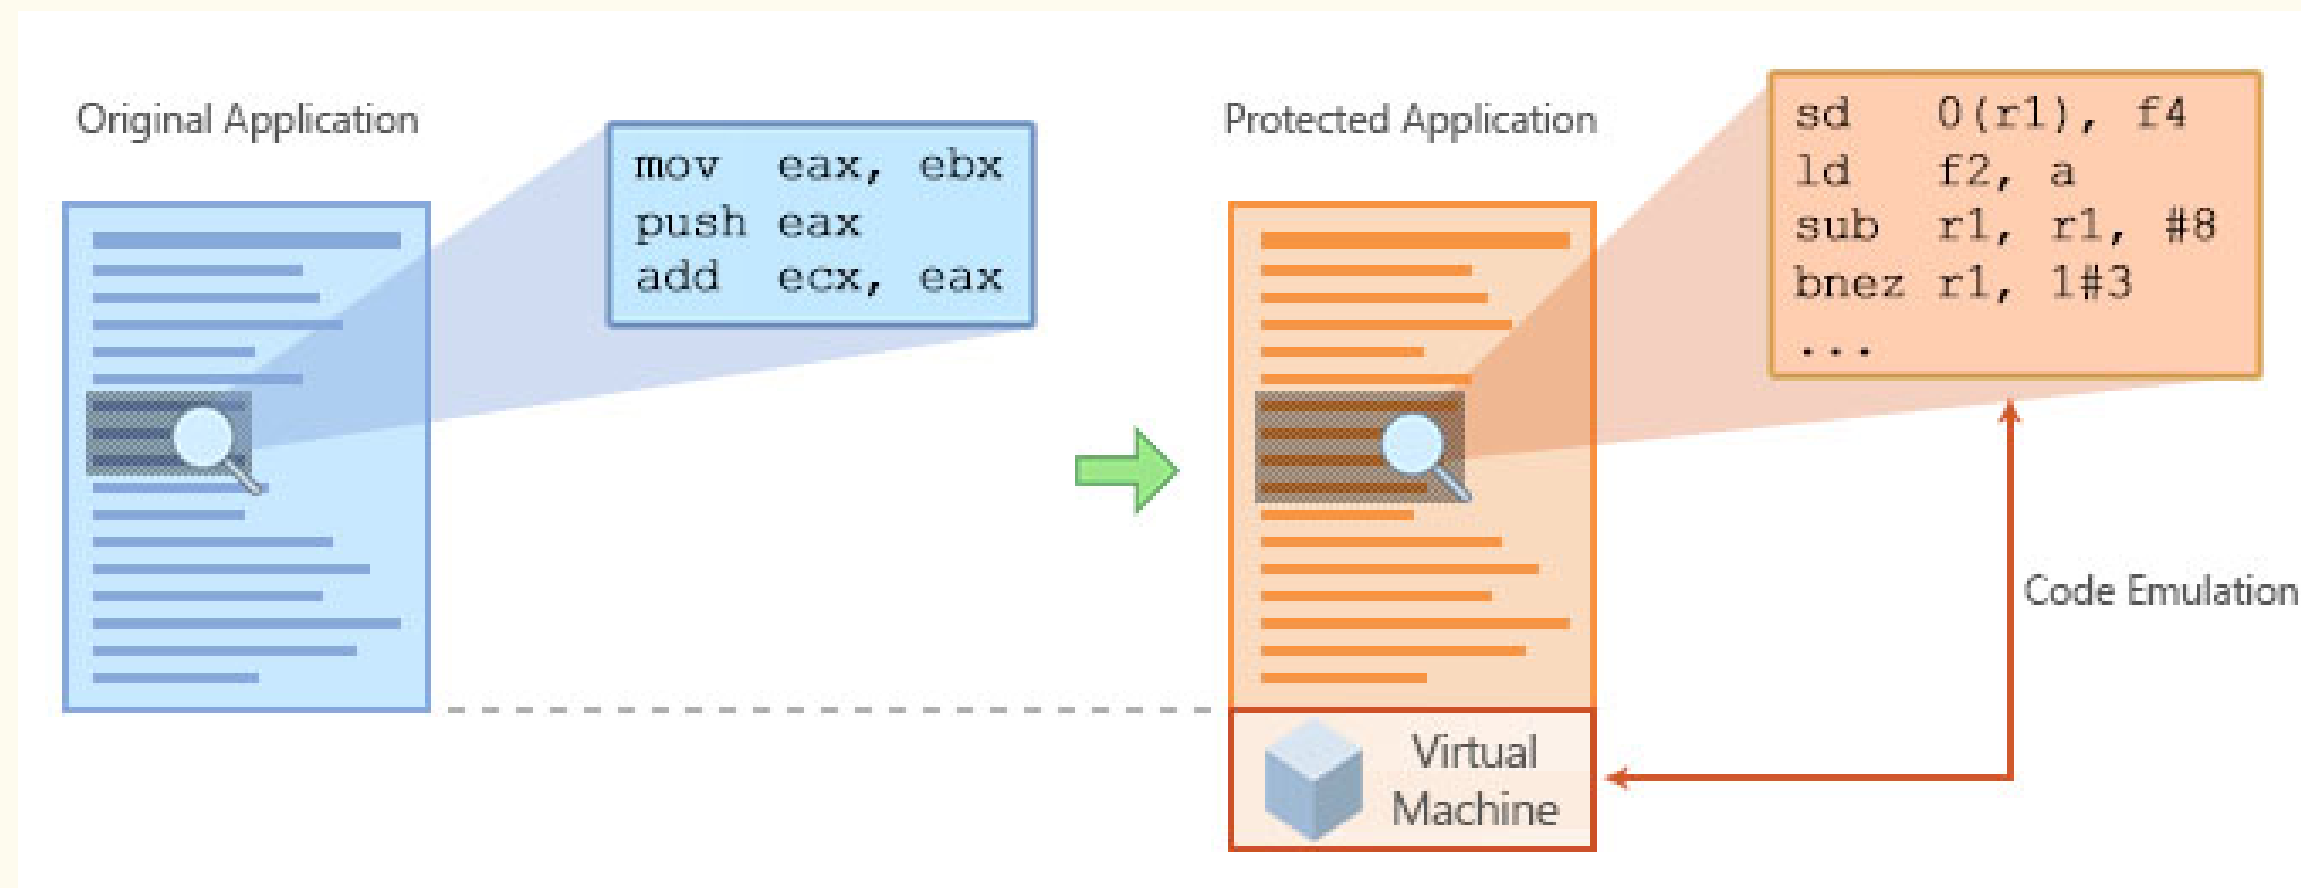 Original Application
mov eax, ebx
push eax
add ecx, eax
Protected Application
sd 0(r1), f4
ld f2, a
sub r1, r1, #8
bnez r1, 1#3
...
Code Emulation
Virtual
Machine